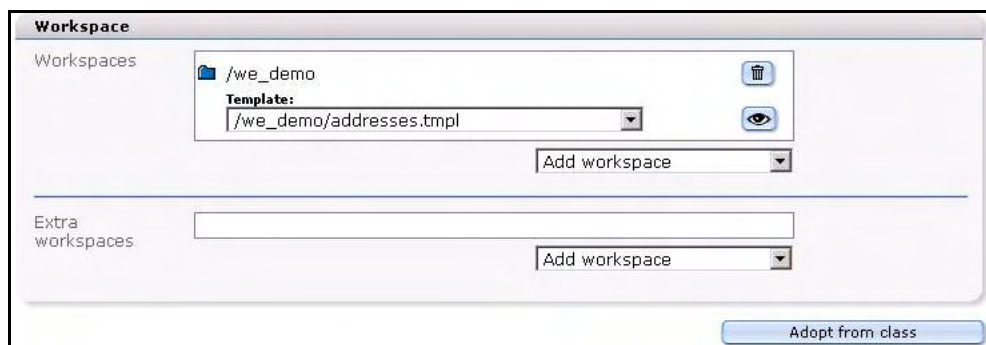 Workspace
Workspaces
/we_demo
Template:
/we_demo/addresses.tmpl
Add workspace
Extra
workspaces
Add workspace
Adopt from class